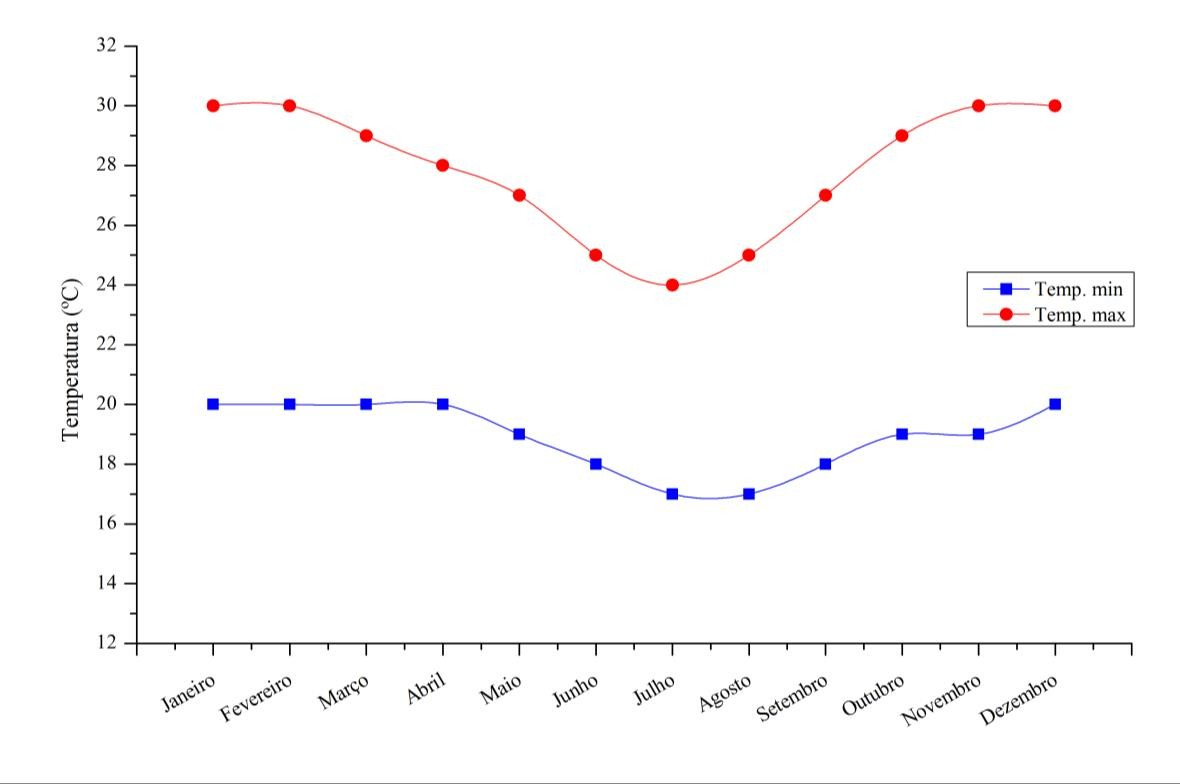 32
30
28
26
24
22
20
18
16
14
12
Temperatura (ºC)
Temp. min
Temp. max
Janeiro
Fevereiro
Março
Abril
Maio
Junho
Julho
Agosto
Setembro
Outubro
Novembro
Dezembro